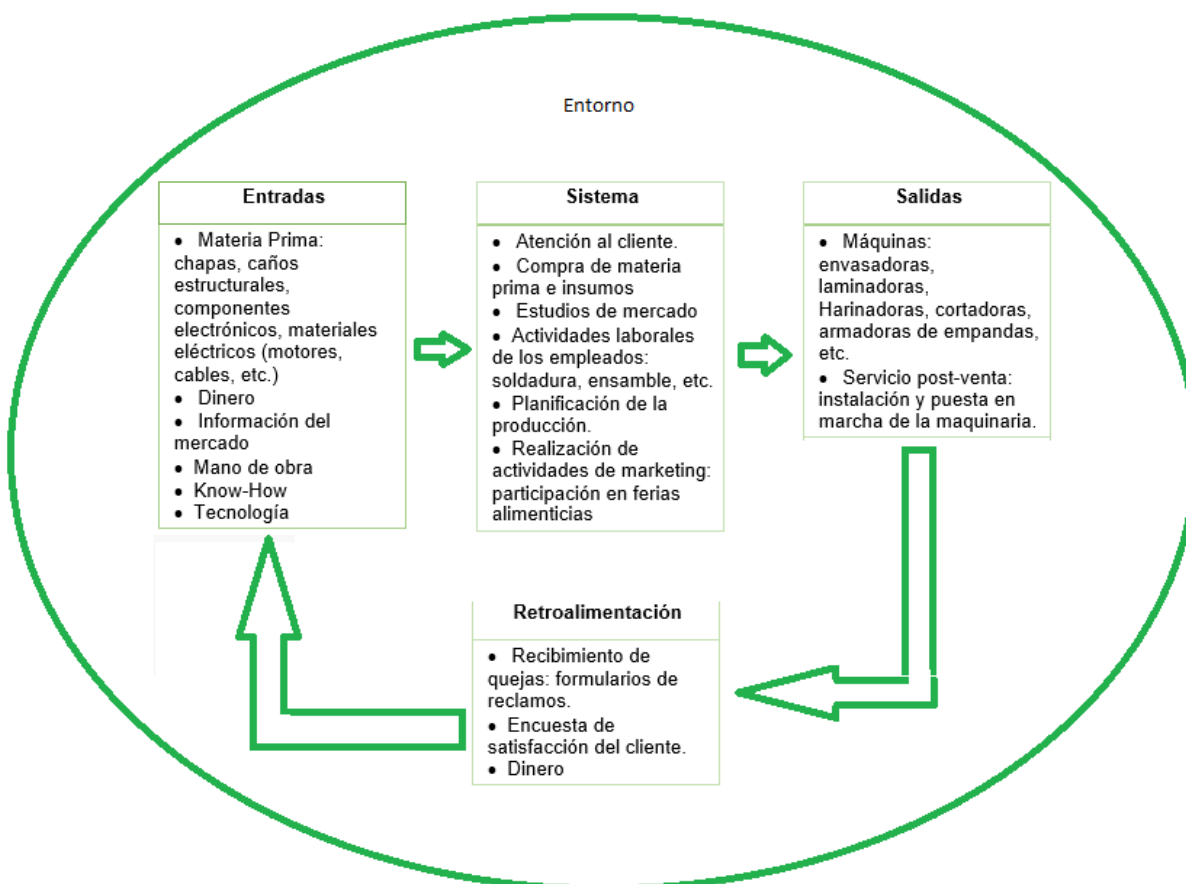 Entorno
Entradas
• Materia Prima:
chapas, caños
estructurales,
componentes
electrónicos, materiales
eléctricos (motores,
cables, etc.)
• Dinero
• Información del
mercado
• Mano de obra
• Know-How
• Tecnología
Sistema
• Atención al cliente.
• Compra de materia
prima e insumos
• Estudios de mercado
• Actividades laborales
de los empleados:
soldadura, ensamble, etc.
• Planificación de la
producción.
• Realización de
actividades de marketing:
participación en ferias
alimenticias
Salidas
• Máquinas:
envasadoras,
laminadoras,
Harinadoras, cortadoras,
armadoras de empandas,
etc.
• Servicio post-venta:
instalación y puesta en
marcha de la maquinaria.
Retroalimentación
• Recibimiento de
quejas: formularios de
reclamos.
• Encuesta de
satisfacción del cliente.
• Dinero